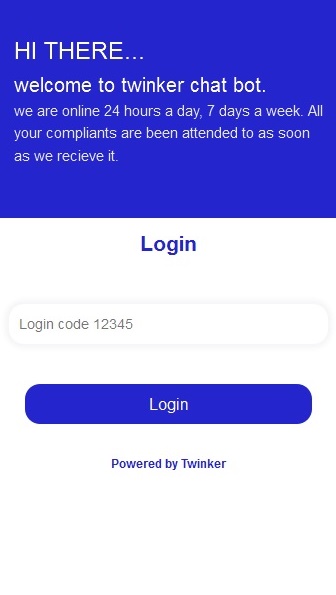 HI THERE...
welcome to twinker chat bot.
we are online 24 hours a day, 7 days a week. All
your compliants are been attended to as soon
as we recieve it.
Login
Login code 12345
Login
Powered by Twinker